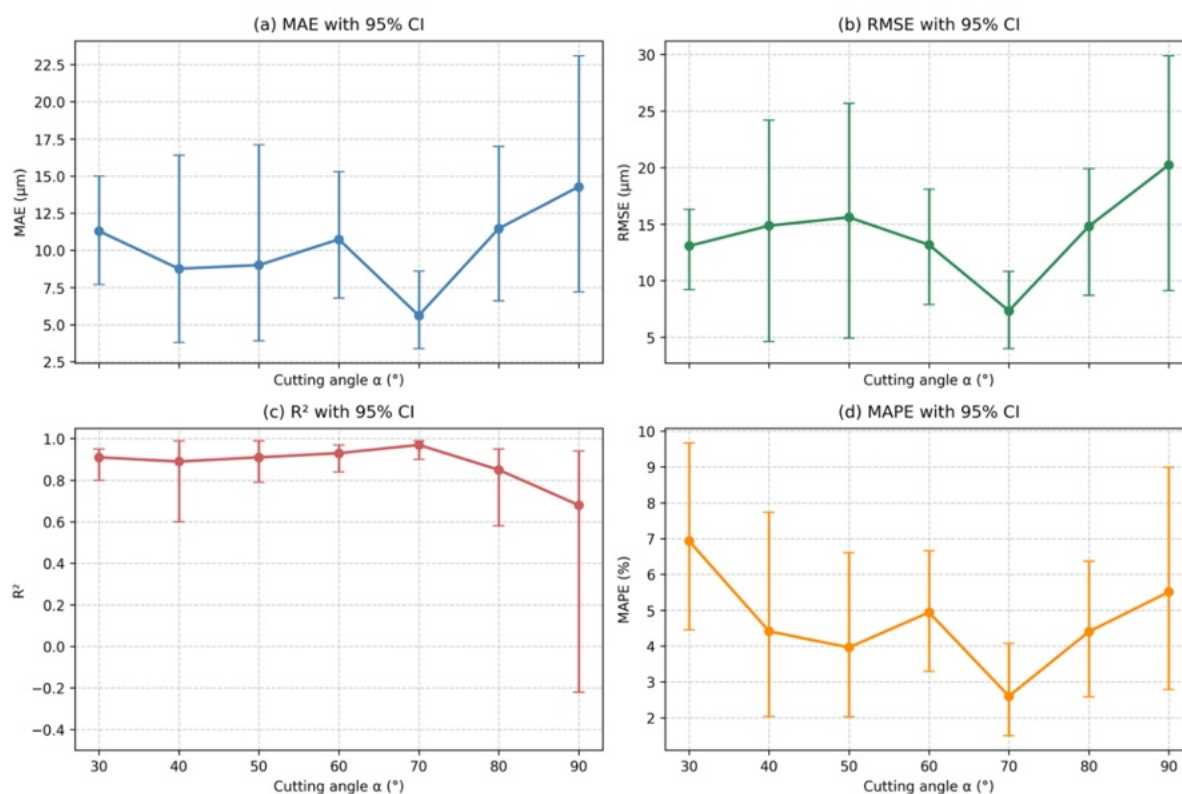 (a) MAE with 95% CI
MAE (μm)
22.5
20.0
17.5
15.0
12.5
10.0
7.5
5.0
2.5
Cutting angle α (°)
(b) RMSE with 95% CI
RMSE (μm)
30
25
20
15
10
5
Cutting angle α (°)
(c) R² with 95% CI
R²
1.0
0.8
0.6
0.4
0.2
0.0
−0.2
−0.4
30 40 50 60 70 80 90
Cutting angle α (°)
(d) MAPE with 95% CI
MAPE (%)
10
9
8
7
6
5
4
3
2
30 40 50 60 70 80 90
Cutting angle α (°)